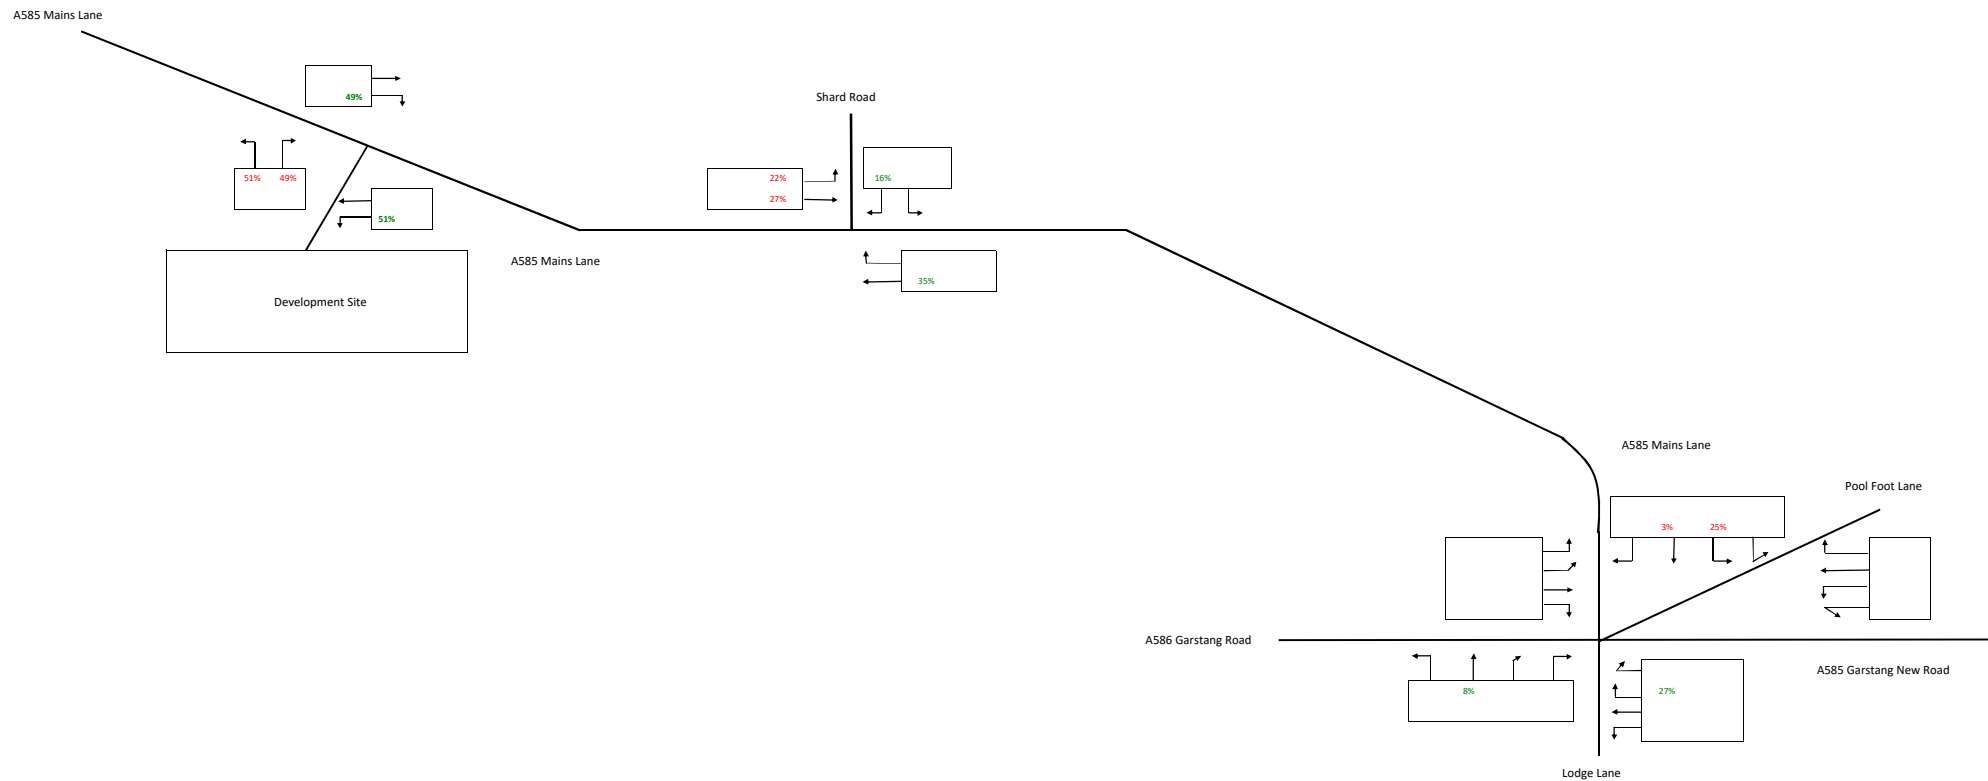 A585 Mains Lane
49%
Shard Road
51% 49%
22%
16%
27%
51%
A585 Mains Lane
35%
Development Site
A585 Mains Lane
Pool Foot Lane
3% 25%
A586 Garstang Road
A585 Garstang New Road
8%
27%
Lodge Lane